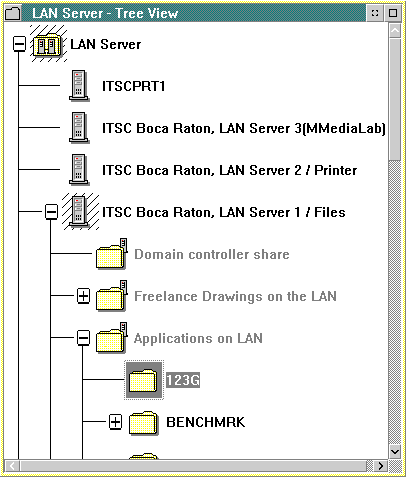 LAN Server - Tree View
LAN Server
ITSCPRT1
ITSC Boca Raton, LAN Server 3(MMediaLab)
ITSC Boca Raton, LAN Server 2 / Printer
ITSC Boca Raton, LAN Server 1 / Files
Domain controller share
Freelance Drawings on the LAN
Applications on LAN
123G
BENCHMRK